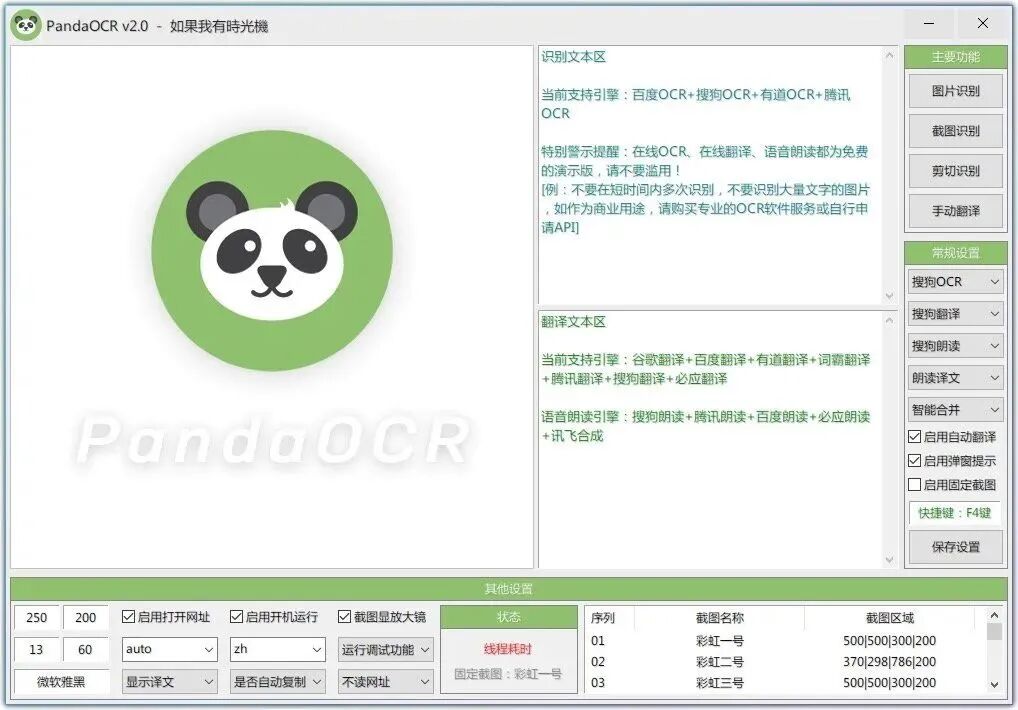 PandaOCR v2.0 - 如果我有時光機
PandaOCR
识别文本区
当前支持引擎：百度OCR+搜狗OCR+有道OCR+腾讯
OCR
特别警示提醒：在线OCR、在线翻译、语音朗读都为免费
的演示版，请不要滥用！
[例：不要在短时间内多次识别，不要识别大量文字的图片
，如作为商业用途，请购买专业的OCR软件服务或自行申
请API]
翻译文本区
当前支持引擎：谷歌翻译+百度翻译+有道翻译+词霸翻译
+腾讯翻译+搜狗翻译+必应翻译
语音朗读引擎：搜狗朗读+腾讯朗读+百度朗读+必应朗读
+讯飞合成
主要功能
图片识别
截图识别
剪切识别
手动翻译
常规设置
搜狗OCR
搜狗翻译
搜狗朗读
朗读译文
智能合并
启用自动翻译
启用弹窗提示
启用固定截图
快捷键：F4键
保存设置
其他设置
250 200 启用打开网址 启用开机运行 截图显放大镜
13 60 auto zh 运行调试功能
微软雅黑 显示译文 是否自动复制 不读网址
状态
线程耗时
固定截图：彩虹一号
序列 截图名称 截图区域
01 彩虹一号 500|500|300|200
02 彩虹二号 370|298|786|200
03 彩虹三号 500|500|300|200